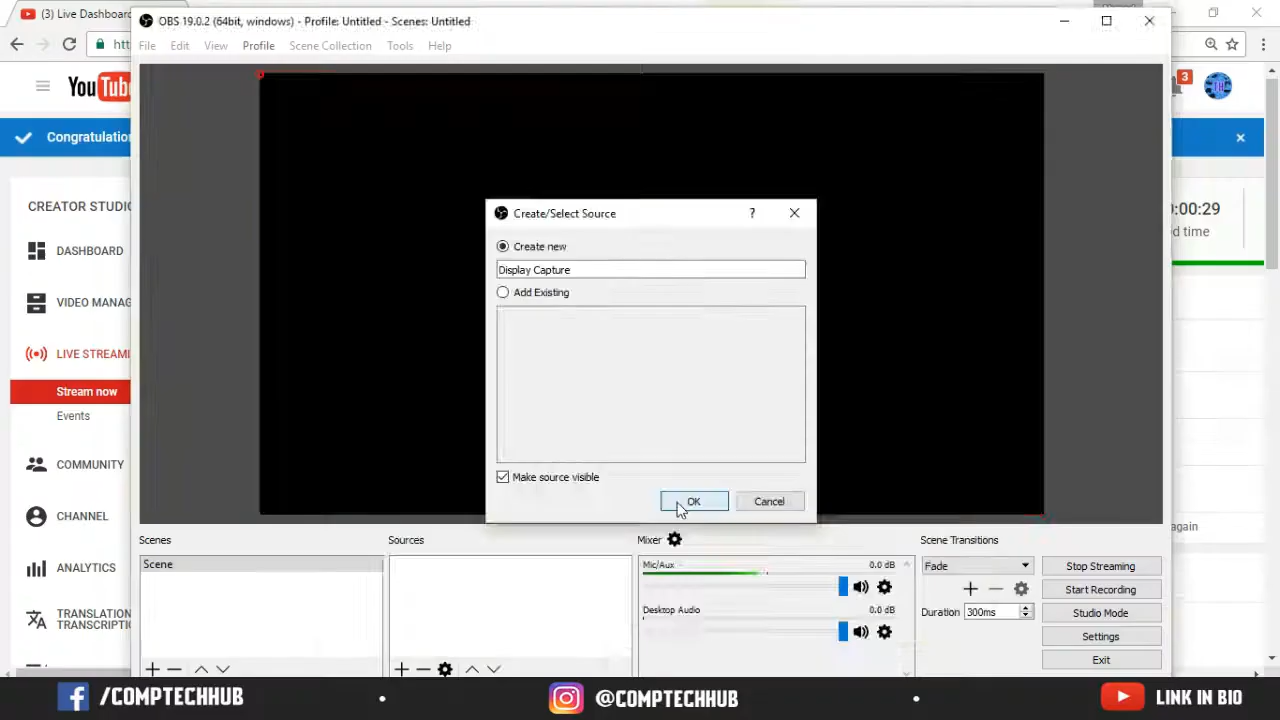 (3) Live Dashboard
OBS 19.0.2 (64bit, windows) - Profile: Untitled - Scenes: Untitled
File Edit View Profile Scene Collection Tools Help
YouTube
3
Congratulation
CREATOR STUDIO
:00:29
d time
DASHBOARD
VIDEO MANAG
LIVE STREAMI
Stream now
Events
COMMUNITY
CHANNEL
again
ANALYTICS
TRANSLATION
TRANSCRIPTIO
Create/Select Source
?
Create new
Display Capture
Add Existing
Make source visible
OK Cancel
Scenes
Scene
Sources
Mixer
Mic/Aux 0.0 dB
Desktop Audio 0.0 dB
Scene Transitions
Fade
Duration 300ms
Stop Streaming
Start Recording
Studio Mode
Settings
Exit
/COMPTECHHUB
@COMPTECHHUB
LINK IN BIO